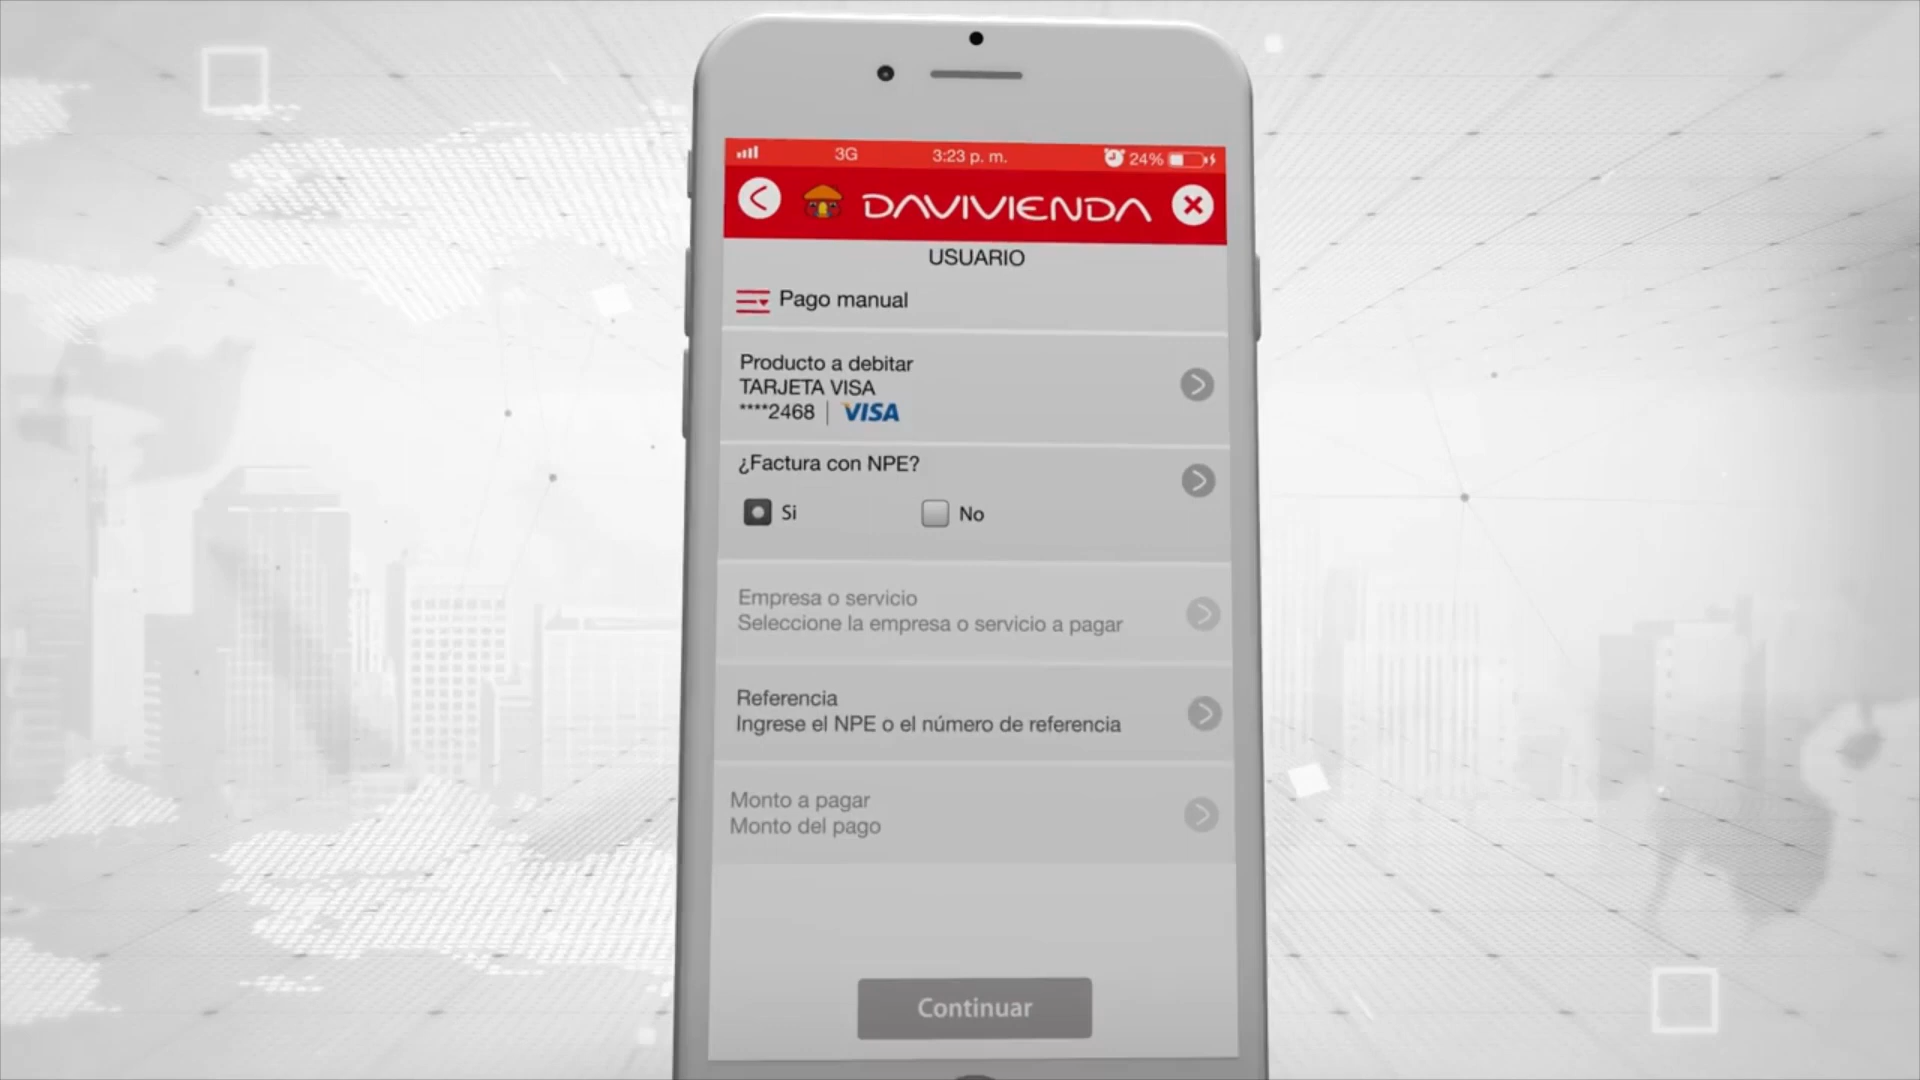 3G 3:23 p. m. 24%
DAVIVIENDA
USUARIO
Pago manual
Producto a debitar
TARJETA VISA
****2468 | VISA
¿Factura con NPE?
Si No
Empresa o servicio
Seleccione la empresa o servicio a pagar
Referencia
Ingrese el NPE o el número de referencia
Monto a pagar
Monto del pago
Continuar